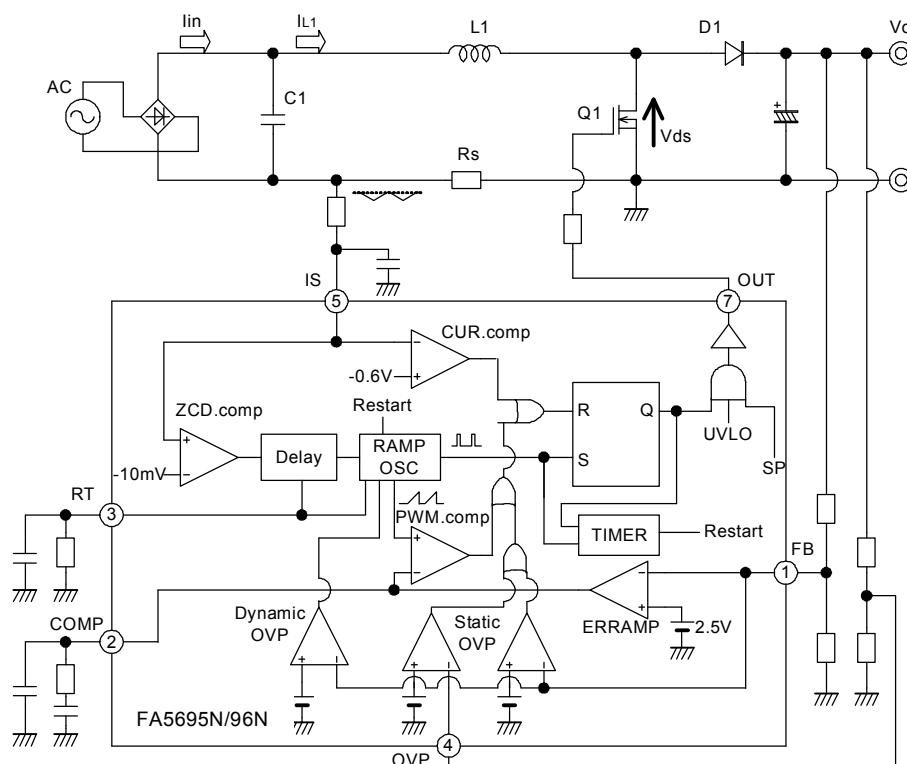 Iin
IL1
L1
D1
AC
C1
Q1
Vds
Rs
IS
OUT
5
7
CUR.comp
-0.6V
ZCD.comp
Restart
R
Q
UVLO
SP
Delay
RAMP
OSC
S
-10mV
RT
3
PWM.comp
TIMER
Restart
FB
1
COMP
2
Dynamic
OVP
Static
OVP
ERRAMP
2.5V
FA5695N/96N
4
OVP